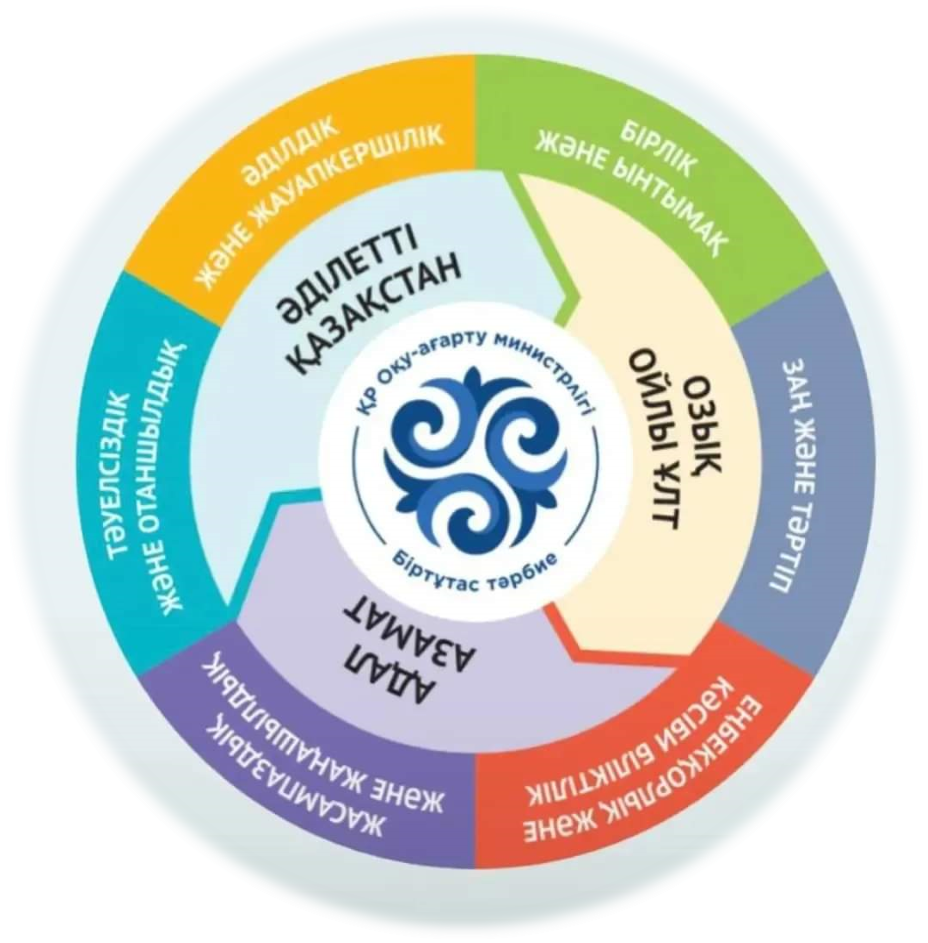 ӘДІЛДІК
ЖӘНЕ ЖАУАПКЕРШІЛІК
БІРЛІК
ЖӘНЕ ЫНТЫМАҚ
ЗАҢ ЖӘНЕ ТӘРТІП
ЕҢБЕКҚОРЛЫҚ ЖӘНЕ
КӘСІБИ БІЛІКТІЛІК
ЖАСАМПАЗДЫҚ
ЖӘНЕ ЖАҢАШЫЛДЫҚ
ТӘУЕЛСІЗДІК
ЖӘНЕ ОТАНШЫЛДЫҚ
ӘДІЛЕТТІ
ҚАЗАҚСТАН
ОЗЫҚ
ОЙЛЫ ҰЛТ
АДАЛ
АЗАМАТ
ҚР Оқу-ағарту министрлігі
Біртұтас тәрбие